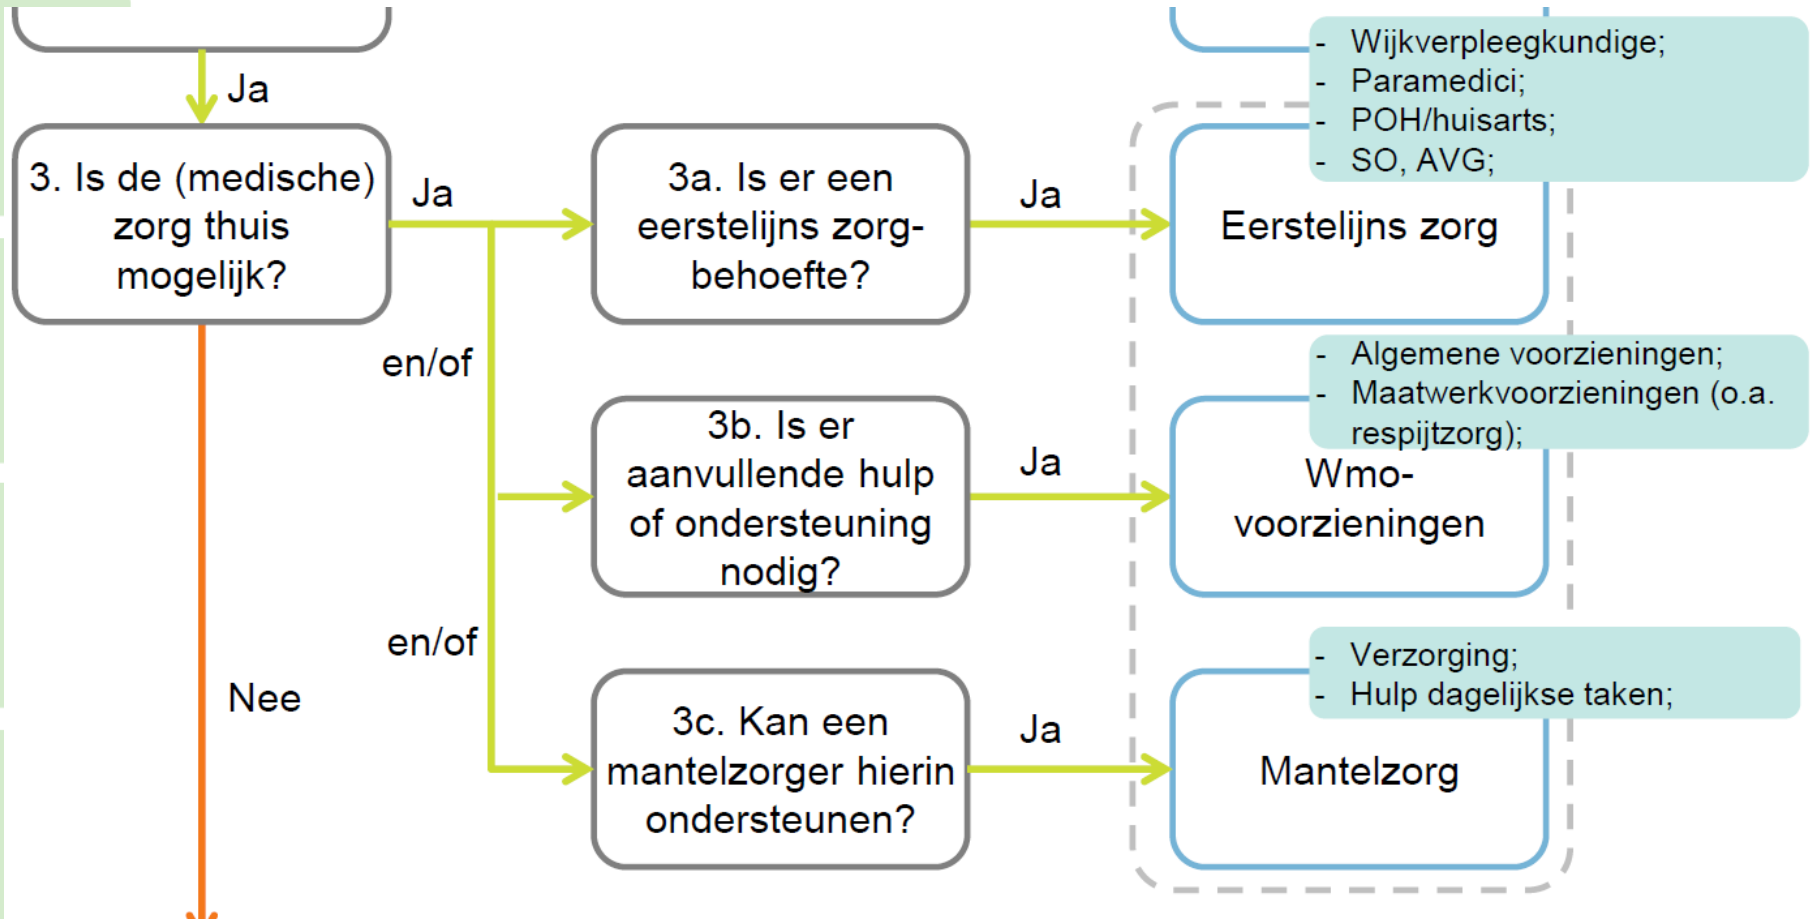 Ja
3. Is de (medische)
zorg thuis
mogelijk?
Ja
3a. Is er een
eerstelijns zorg-
behoefte?
Ja
- Wijkverpleegkundige;
- Paramedici;
- POH/huisarts;
- SO, AVG;
Eerstelijns zorg
en/of
3b. Is er
aanvullende hulp
of ondersteuning
nodig?
Ja
- Algemene voorzieningen;
- Maatwerkvoorzieningen (o.a.
respijtzorg);
Wmo-
voorzieningen
en/of
Nee
3c. Kan een
mantelzorger hierin
ondersteunen?
Ja
- Verzorging;
- Hulp dagelijkse taken;
Mantelzorg